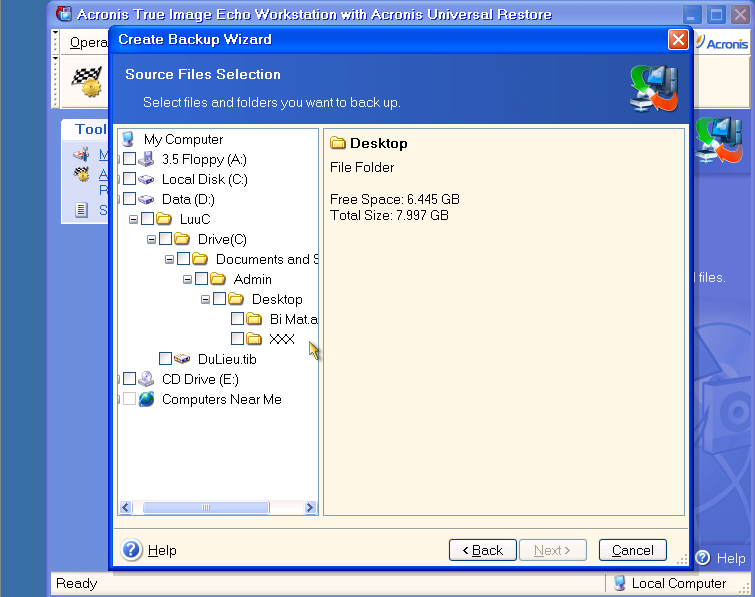 Acronis True Image Echo Workstation with Acronis Universal Restore
Opera
Acronis
Create Backup Wizard
Source Files Selection
Select files and folders you want to back up.
Tool
M
A
R
S
My Computer
3.5 Floppy (A:)
Local Disk (C:)
Data (D:)
LuuC
Drive(C)
Documents and S
Admin
Desktop
Bi Mat.a
XXX
DuLieu.tib
CD Drive (E:)
Computers Near Me
Desktop
File Folder
Free Space: 6.445 GB
Total Size: 7.997 GB
files.
Help
< Back
Next >
Cancel
Help
Ready
Local Computer